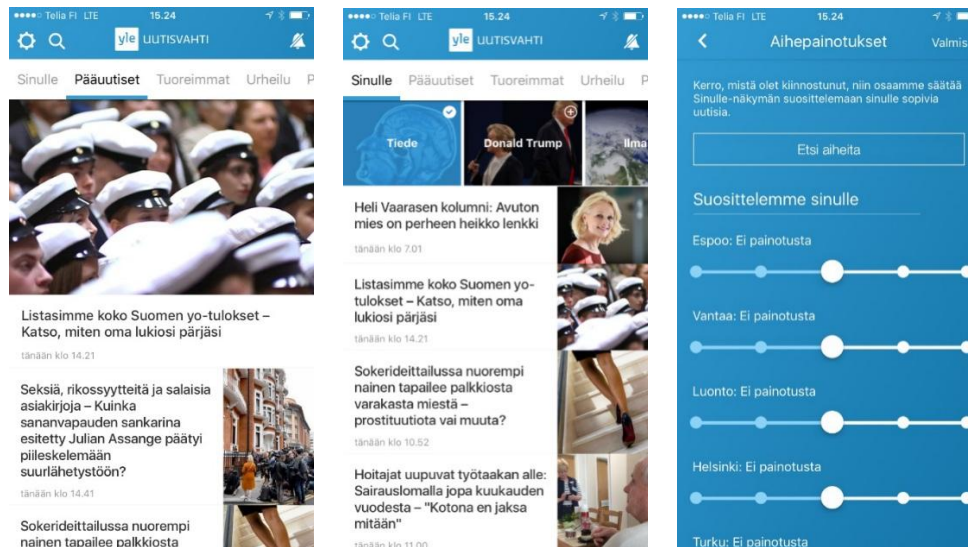 Telia FI LTE 15.24
yle UUTISVAHTI
Sinulle Pääuutiset Tuoreimmat Urheilu P
Listasimme koko Suomen yo-tulokset –
Katso, miten oma lukiosi pärjäsi
tänään klo 14.21
Seksiä, rikossyytteitä ja salaisia
asiakirjoja – Kuinka
sananvapauden sankarina
esitetty Julian Assange päätyi
piileskelemään
suurlähetystöön?
tänään klo 14.41
Sokerideittailussa nuorempi
nainen tapailee palkkiosta
Telia FI LTE 15.24
yle UUTISVAHTI
Sinulle Pääuutiset Tuoreimmat Urheilu P
Tiede
Donald Trump
Ilma
Heli Vaarasen kolumni: Avuton
mies on perheen heikko lenkki
tänään klo 7.01
Listasimme koko Suomen yo-
tulokset – Katso, miten oma
lukiosi pärjäsi
tänään klo 14.21
Sokerideittailussa nuorempi
nainen tapailee palkkiosta
varakasta miestä –
prostituutiota vai muuta?
tänään klo 10.52
Hoitajat uupuvat työtaakan alle:
Sairauslomalla jopa kuukauden
vuodesta – "Kotona en jaksa
mitään"
tänään klo 11.00
Telia FI LTE 15.24
Aihepainotukset Valmis
Kerro, mistä olet kiinnostunut, niin osaamme säätää
Sinulle-näkymän suosittelemaan sinulle sopivia
uutisia.
Etsi aiheita
Suosittelemme sinulle
Espoo: Ei painotusta
Vantaa: Ei painotusta
Luonto: Ei painotusta
Helsinki: Ei painotusta
Turku: Ei painotusta